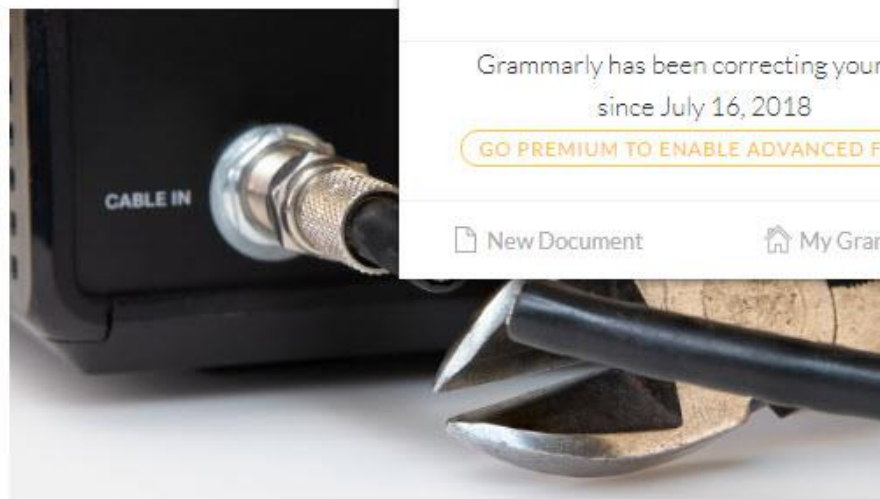 Grammarly has been correcting your
since July 16, 2018
GO PREMIUM TO ENABLE ADVANCED
New Document
My
CABLE IN